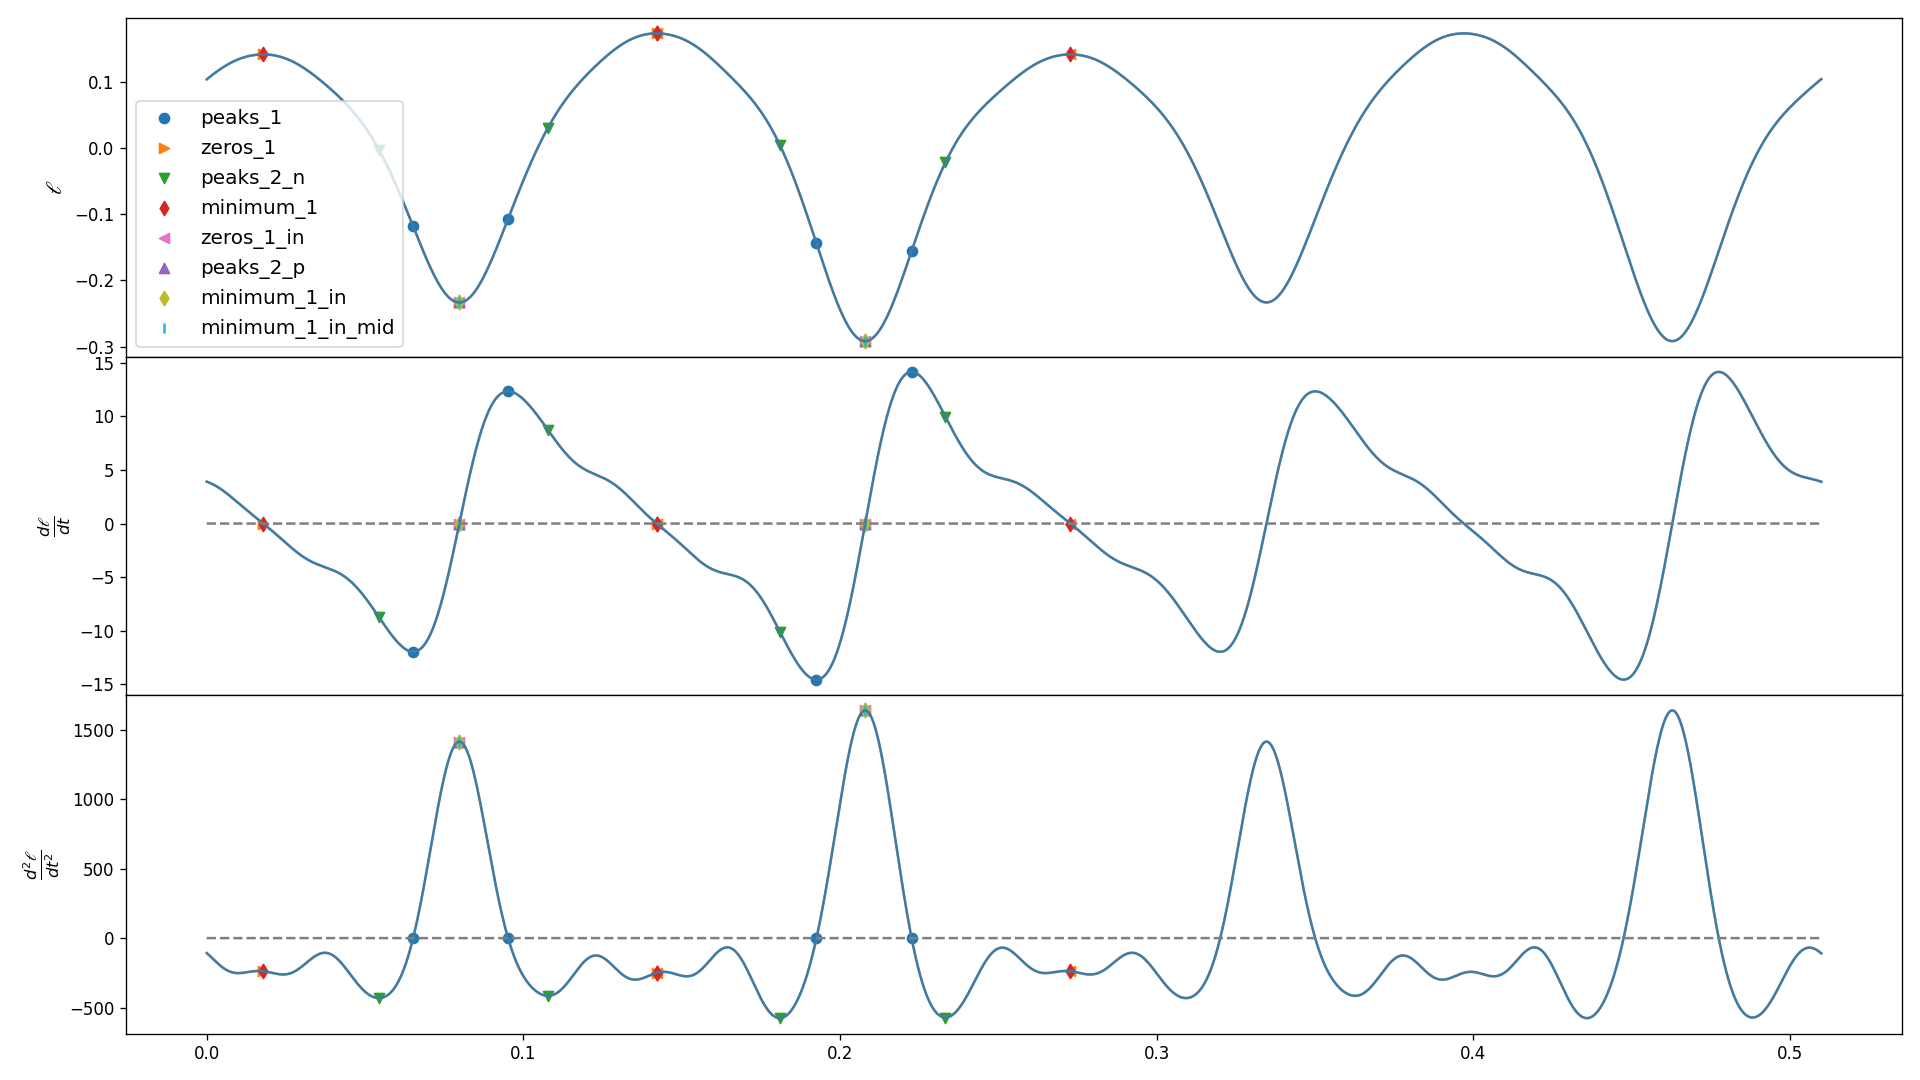 ℓ
0.1
0.0
−0.1
−0.2
−0.3
peaks_1
zeros_1
peaks_2_n
minimum_1
zeros_1_in
peaks_2_p
minimum_1_in
minimum_1_in_mid
dℓ
dt
15
10
5
0
−5
−10
−15
d²ℓ
dt²
1500
1000
500
0
−500
0.0 0.1 0.2 0.3 0.4 0.5